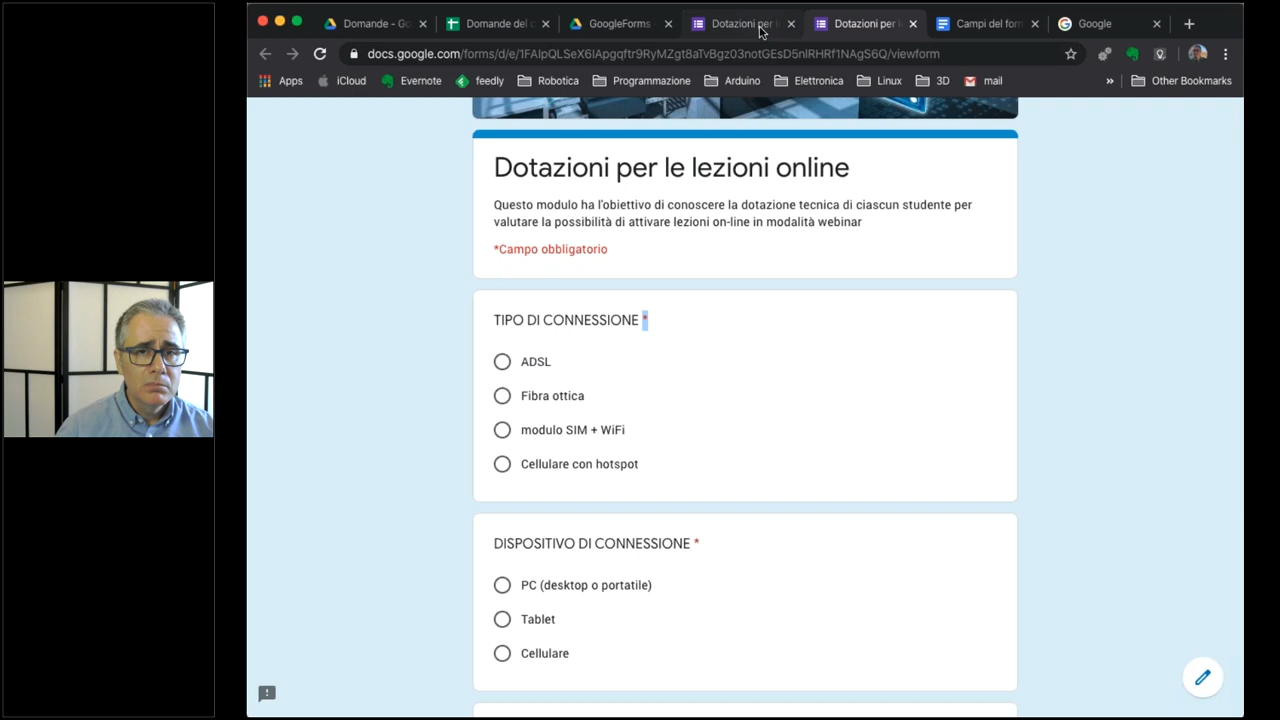 Domande - Go
Domande del c
GoogleForms
Dotazioni per l
Dotazioni per l
Campi del form
Google
docs.google.com/forms/d/e/
/viewform
Apps
iCloud
Evernote
feedly
Robotica
Programmazione
Arduino
Elettronica
Linux
3D
mail
»
Other Bookmarks
Dotazioni per le lezioni online
Questo modulo ha l'obiettivo di conoscere la dotazione tecnica di ciascun studente per
valutare la possibilità di attivare lezioni on-line in modalità webinar
*Campo obbligatorio
TIPO DI CONNESSIONE *
ADSL
Fibra ottica
modulo SIM + WiFi
Cellulare con hotspot
DISPOSITIVO DI CONNESSIONE *
PC (desktop o portatile)
Tablet
Cellulare